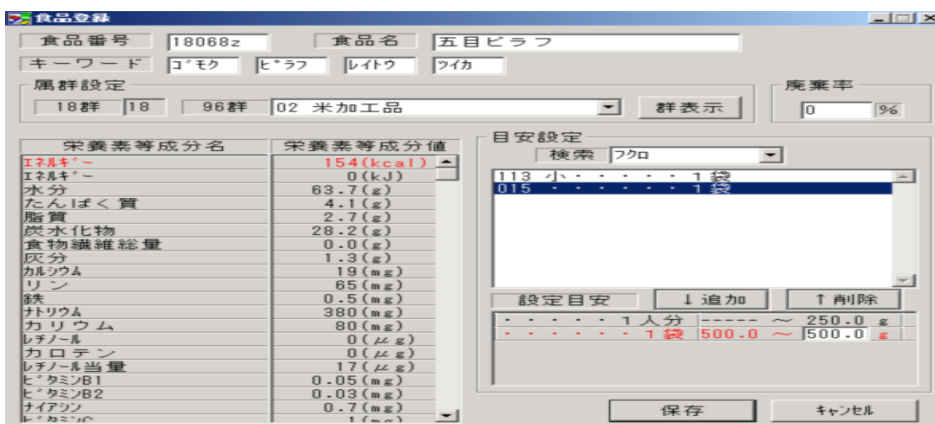 食品登録
食品番号 18068z 食品名 五目ピラフ
キーワード ｺﾞﾓｸ ﾋﾟﾗﾌ ﾚｲﾄｳ ﾗｲｶ
属群設定
18群 18 96群 02 米加工品 群表示
廃棄率
0 %
栄養素等成分名 栄養素等成分値
ｴﾈﾙｷﾞｰ 154(kcal)
ｴﾈﾙｷﾞｰ 0(kJ)
水分 63.7(g)
たんぱく質 4.1(g)
脂質 2.7(g)
炭水化物 28.2(g)
食物繊維総量 0.0(g)
灰分 1.3(g)
ｶﾙｼｳﾑ 19(mg)
リン 65(mg)
鉄 0.5(mg)
ﾅﾄﾘｳﾑ 380(mg)
カリウム 80(mg)
ﾚﾁﾉｰﾙ 0(μg)
カロテン 0(μg)
ﾚﾁﾉｰﾙ当量 17(μg)
ﾋﾞﾀﾐﾝB1 0.05(mg)
ﾋﾞﾀﾐﾝB2 0.03(mg)
ﾅｲｱｼﾝ 0.7(mg)
ﾋﾞﾀﾐﾝC 1(mg)
目安設定
検索 ﾌｸﾛ
113 小・・・・・1袋
015 ・・・・・・1袋
設定目安 ↓追加 ↑削除
・・・・・1人分 ----- ～ 250.0 g
・・・・・・1袋 500.0 ～ 500.0 g
保存 ｷｬﾝｾﾙ